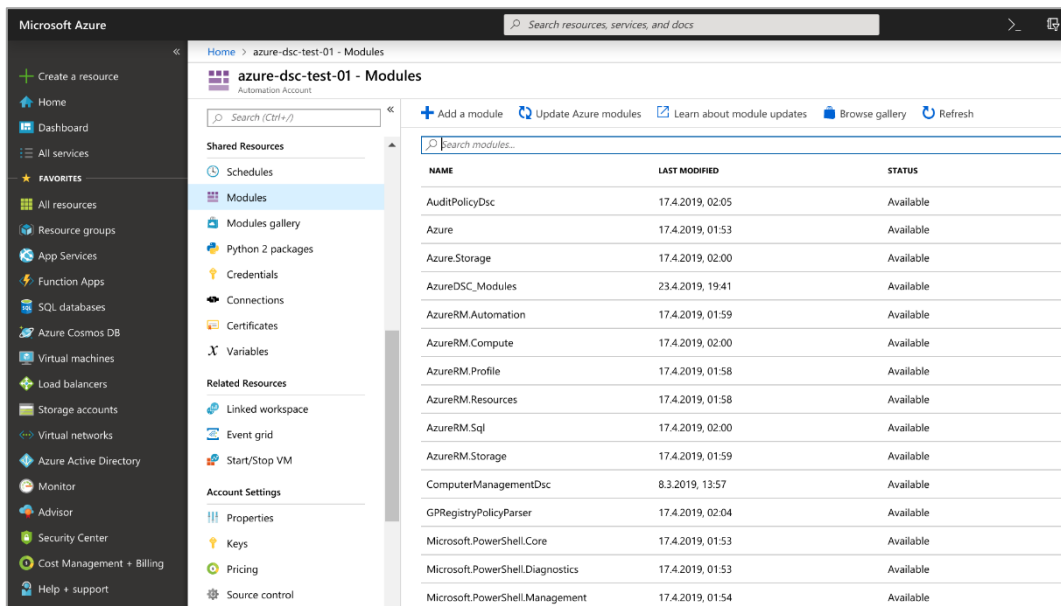 Microsoft Azure
Search resources, services, and docs
«
Create a resource
Home
Dashboard
All services
FAVORITES
All resources
Resource groups
App Services
Function Apps
SQL databases
Azure Cosmos DB
Virtual machines
Load balancers
Storage accounts
Virtual networks
Azure Active Directory
Monitor
Advisor
Security Center
Cost Management + Billing
Help + support
Home > azure-dsc-test-01 - Modules
azure-dsc-test-01 - Modules
Automation Account
Search (Ctrl+/)
«
Shared Resources
Schedules
Modules
Modules gallery
Python 2 packages
Credentials
Connections
Certificates
Variables
Related Resources
Linked workspace
Event grid
Start/Stop VM
Account Settings
Properties
Keys
Pricing
Source control
Add a module Update Azure modules Learn about module updates Browse gallery Refresh
Search modules...
NAME LAST MODIFIED STATUS
AuditPolicyDsc 17.4.2019, 02:05 Available
Azure 17.4.2019, 01:53 Available
Azure.Storage 17.4.2019, 02:00 Available
AzureDSC_Modules 23.4.2019, 19:41 Available
AzureRM.Automation 17.4.2019, 01:59 Available
AzureRM.Compute 17.4.2019, 02:00 Available
AzureRM.Profile 17.4.2019, 01:58 Available
AzureRM.Resources 17.4.2019, 01:58 Available
AzureRM.Sql 17.4.2019, 02:00 Available
AzureRM.Storage 17.4.2019, 01:59 Available
ComputerManagementDsc 8.3.2019, 13:57 Available
GPRegistryPolicyParser 17.4.2019, 02:04 Available
Microsoft.PowerShell.Core 17.4.2019, 01:53 Available
Microsoft.PowerShell.Diagnostics 17.4.2019, 01:53 Available
Microsoft.PowerShell.Management 17.4.2019, 01:54 Available